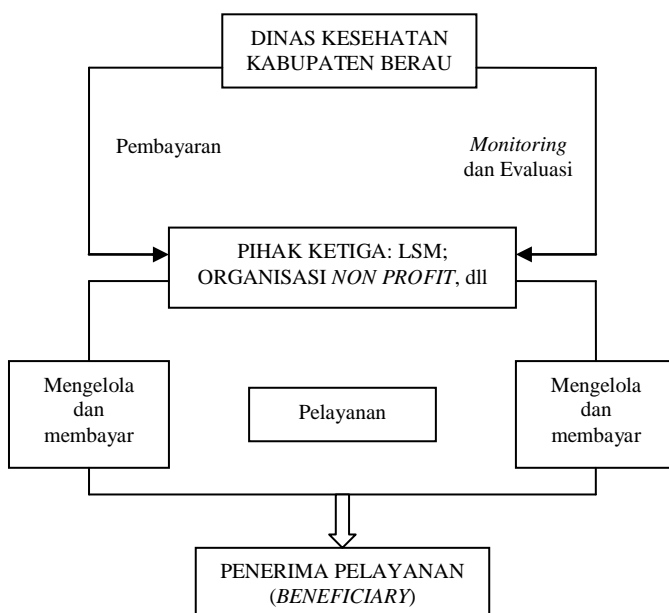 DINAS KESEHATAN
KABUPATEN BERAU
Pembayaran
Monitoring
dan Evaluasi
PIHAK KETIGA: LSM;
ORGANISASI NON PROFIT, dll
Mengelola
dan
membayar
Pelayanan
Mengelola
dan
membayar
PENERIMA PELAYANAN
(BENEFICIARY)